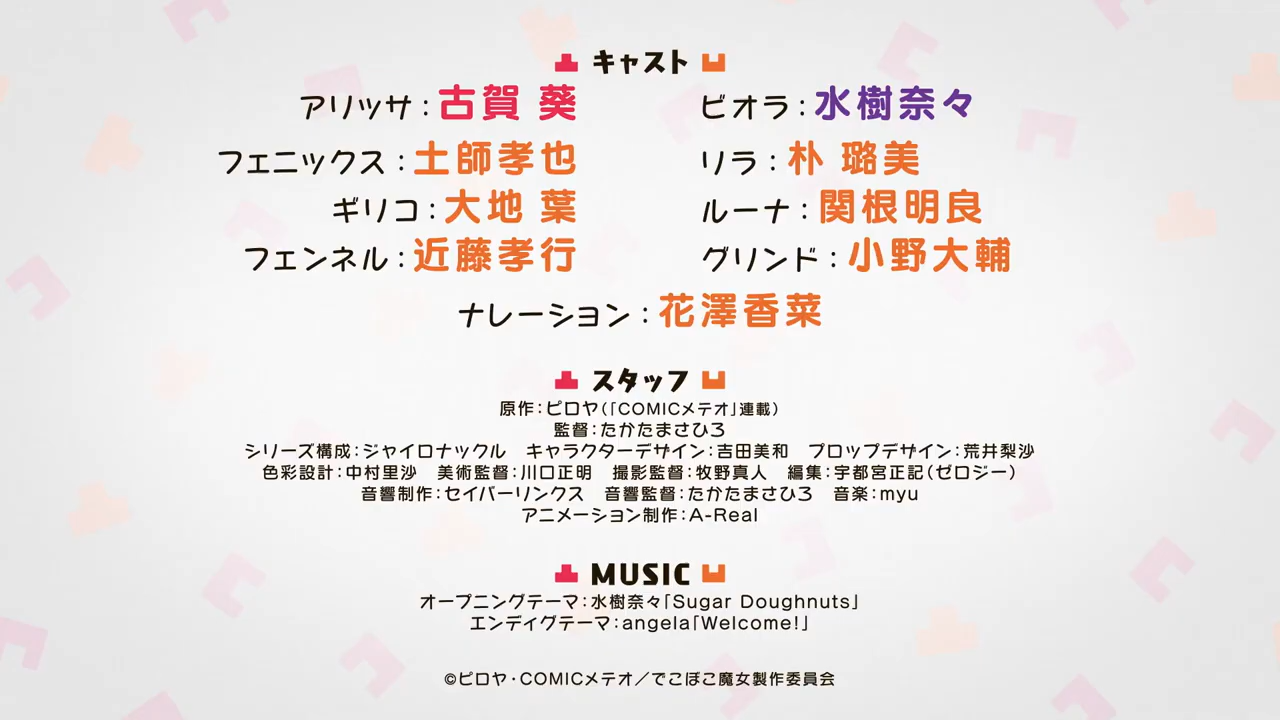 キャスト
アリッサ:古賀 葵 ビオラ:水樹奈々
フェニックス:土師孝也 リラ:朴 璐美
ギリコ:大地 葉 ルーナ:関根明良
フェンネル:近藤孝行 グリンド:小野大輔
ナレーション:花澤香菜
スタッフ
原作:ピロヤ(「COMICメテオ」連載)
監督:たかたまさひろ
シリーズ構成:ジャイロナックル キャラクターデザイン:吉田美和 プロップデザイン:荒井梨沙
色彩設計:中村里沙 美術監督:川口正明 撮影監督:牧野真人 編集:宇都宮正記(ゼロジー)
音響制作:セイバーリンクス 音響監督:たかたまさひろ 音楽:myu
アニメーション制作:A-Real
MUSIC
オープニングテーマ:水樹奈々「Sugar Doughnuts」
エンディグテーマ:angela「Welcome!」
©ピロヤ・COMICメテオ/でこぼこ魔女製作委員会